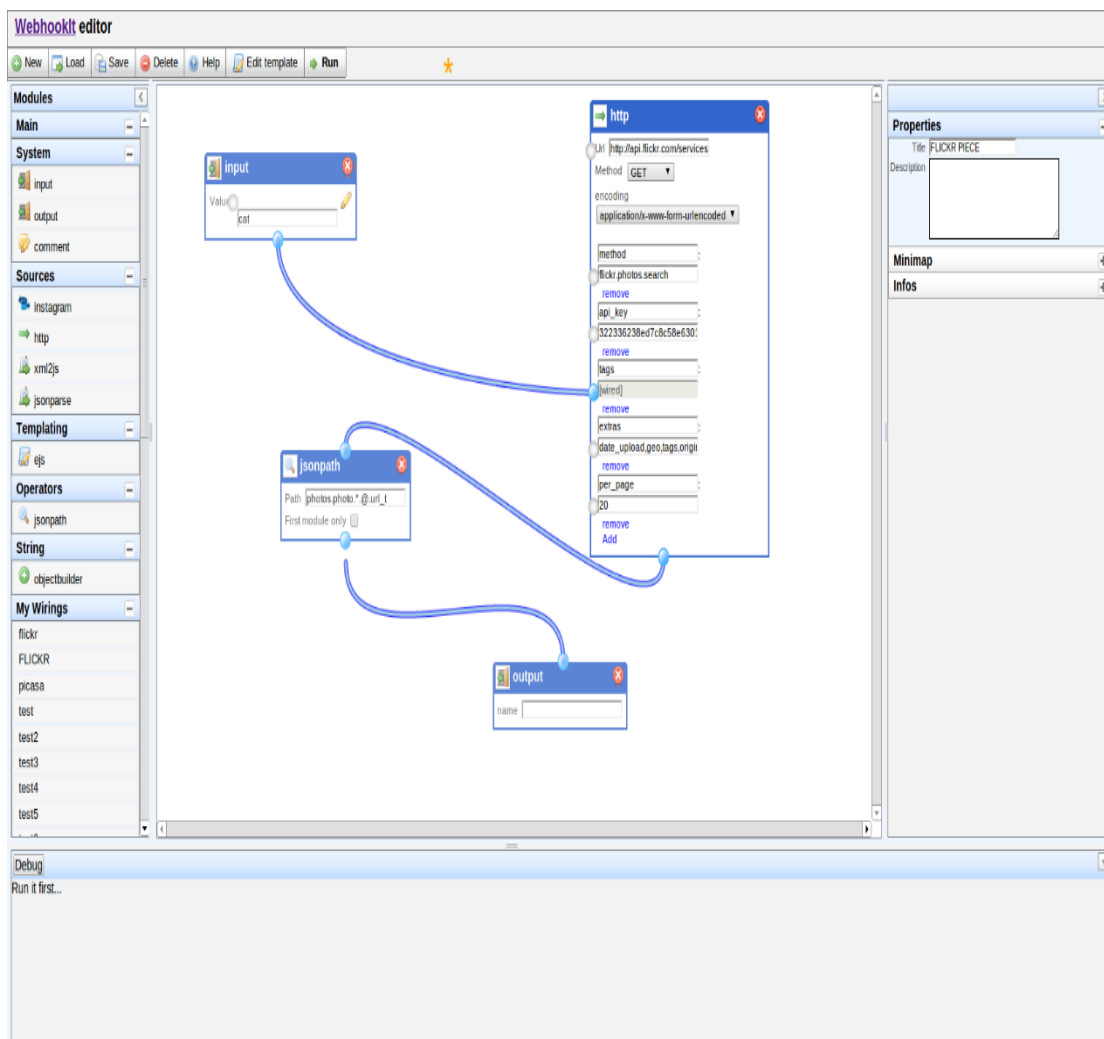 WebhookIt editor
New Load Save Delete Help Edit template Run
Modules
Main
System
input
output
comment
Sources
instagram
http
xml2js
jsonparse
Templating
ejs
Operators
jsonpath
String
objectbuilder
My Wirings
flickr
FLICKR
picasa
test
test2
test3
test4
test5
input
Value
cat
http
Url http://api.flickr.com/services
Method GET
encoding
application/x-www-form-urlencoded
method :
flickr.photos.search
remove
api_key :
322336238ed7c8c58e6301
remove
tags :
[wired]
remove
extras :
date_upload,geo,tags,origi
remove
per_page :
20
remove
Add
jsonpath
Path photos.photo.*.@.url_t
First module only
output
name
Properties
Title FLICKR PIECE
Description
Minimap
Infos
Debug
Run it first...